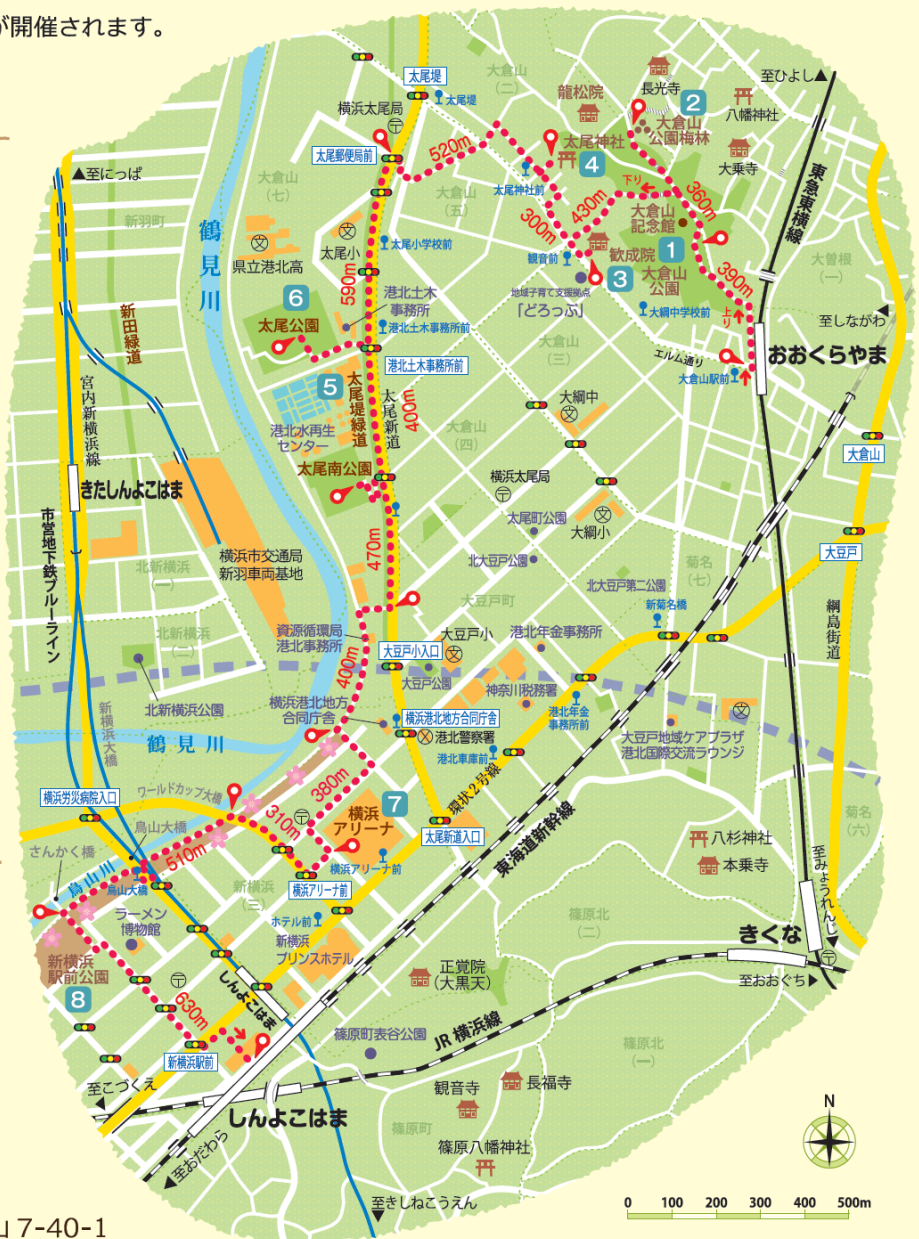 が開催されます。
太尾堤
太尾堤
横浜太尾局
太尾郵便局前
520m
大倉山
(二)
龍松院
長光寺
2
大倉山
公園梅林
至ひよし▲
八幡神社
大乗寺
東急東横線
太尾神社
4
太尾神社前
大倉山
(五)
300m
430m
下り
360m
大倉山
記念館
1
観音前
歓成院
3
大倉山
公園
390m
上り
大曽根
(一)
至しながわ
地域子育て支援拠点
「どろっぷ」
大綱中学校前
エルム通り
大倉山駅前
おおくらやま
▲至にっぱ
新羽町
大倉山
(七)
鶴見川
県立港北高
太尾小
太尾小学校前
590m
6
太尾公園
港北土木
事務所
港北土木事務所前
港北土木事務所前
新田緑道
宮内新横浜線
5
太尾堤緑道
太尾新道
400m
港北水再生
センター
太尾南公園
大倉山
(三)
大倉山
(四)
大綱中
大倉山
きたしんよこはま
横浜太尾局
太尾町公園
大綱小
大豆戸
市営地下鉄ブルーライン
北新横浜
(一)
横浜市交通局
新羽車両基地
470m
北大豆戸公園
北大豆戸第二公園
菊名
(七)
大豆戸町
新菊名橋
綱島街道
資源循環局
港北事務所
400m
大豆戸小入口
大豆戸小
大豆戸公園
港北年金事務所
神奈川税務署
港北年金
事務所前
北新横浜
(二)
北新横浜公園
横浜港北地方
合同庁舎
横浜港北地方合同庁舎
港北警察署
港北車庫前
大豆戸地域ケアプラザ
港北国際交流ラウンジ
新横浜大橋
鶴見川
横浜労災病院入口
ワールドカップ大橋
380m
7
横浜
アリーナ
環状2号線
太尾新道入口
東海道新幹線
菊名
(六)
八杉神社
本乗寺
至みょうれんじ
310m
鳥山大橋
さんかく橋
510m
鳥山川
鳥山大橋
横浜アリーナ前
横浜アリーナ前
新横浜
(三)
ホテル前
篠原北
(二)
きくな
至おおぐち
ラーメン
博物館
新横浜
プリンスホテル
新横浜
駅前公園
8
しんよこはま
正覚院
(大黒天)
630m
JR横浜線
新横浜駅前
篠原町表谷公園
篠原北
(一)
至こづくえ
観音寺
長福寺
しんよこはま
篠原町
篠原八幡神社
至おだわら
至きしねこうえん
N
0 100 200 300 400 500m
7-40-1